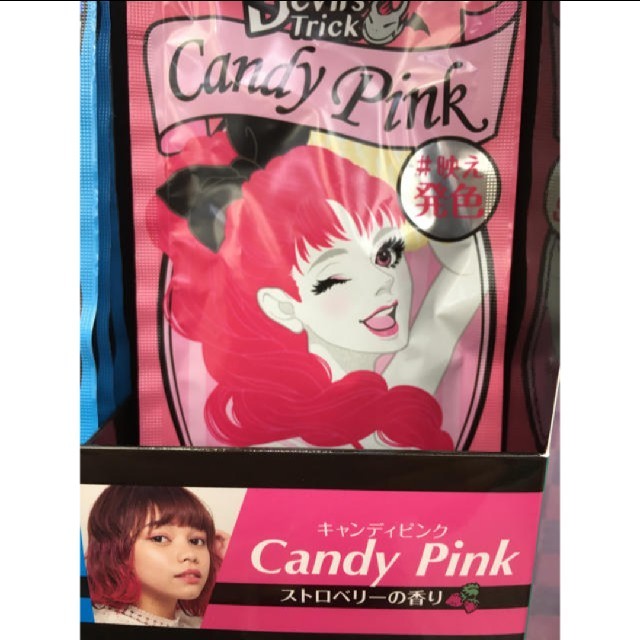 Devil's
Trick
Candy Pink
#映え
発色
キャンディピンク
Candy Pink
ストロベリーの香り